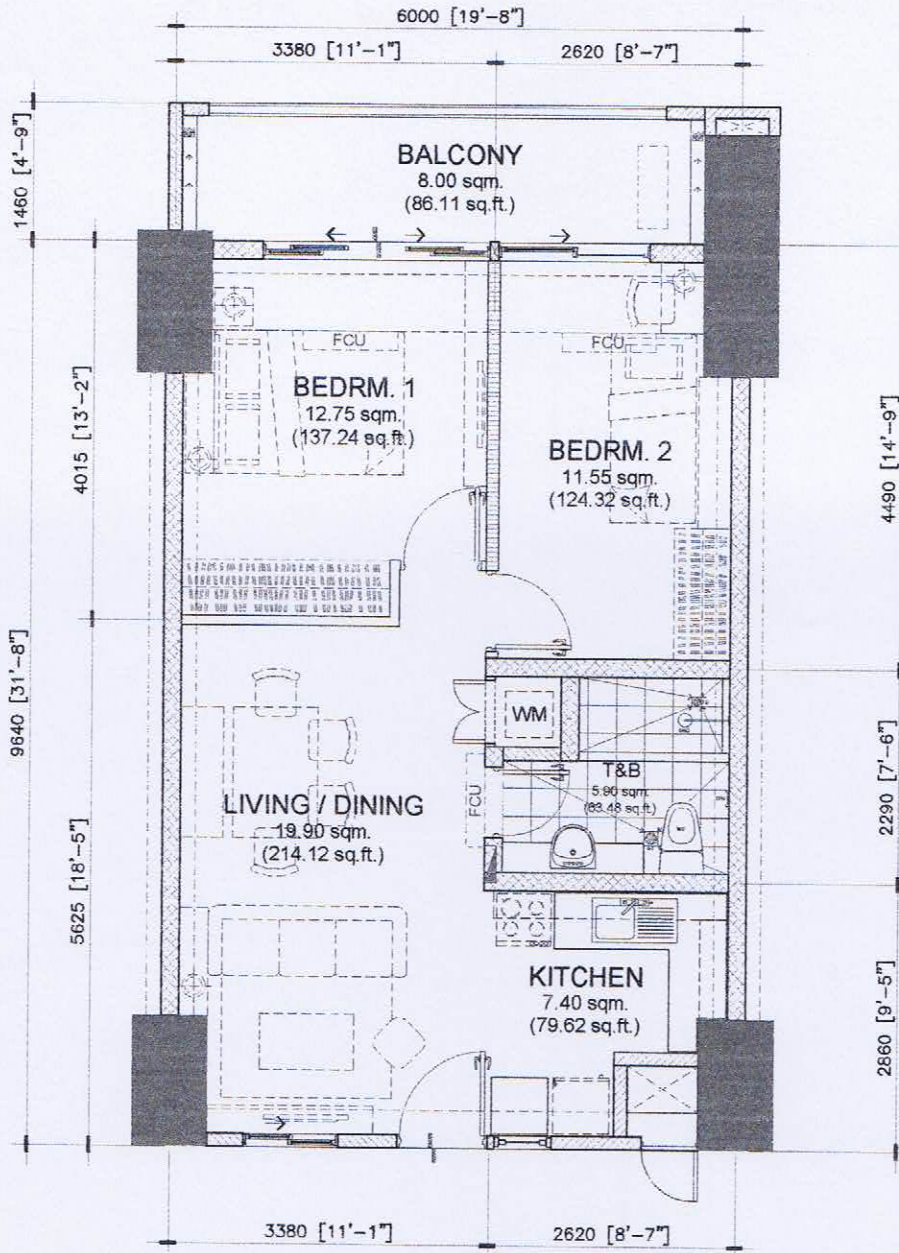 6000 [19'-8"]
3380 [11'-1"]
2620 [8'-7"]
1460 [4'-9"]
BALCONY
8.00 sqm.
(86.11 sq.ft.)
FCU
FCU
BEDRM. 1
12.75 sqm.
(137.24 sq.ft.)
BEDRM. 2
11.55 sqm.
(124.32 sq.ft.)
4015 [13'-2"]
4490 [14'-9"]
9640 [31'-8"]
WM
T&B
5.90 sqm.
(63.48 sq.ft.)
FCU
2290 [7'-6"]
LIVING / DINING
19.90 sqm.
(214.12 sq.ft.)
5625 [18'-5"]
KITCHEN
7.40 sqm.
(79.62 sq.ft.)
2860 [9'-5"]
3380 [11'-1"]
2620 [8'-7"]